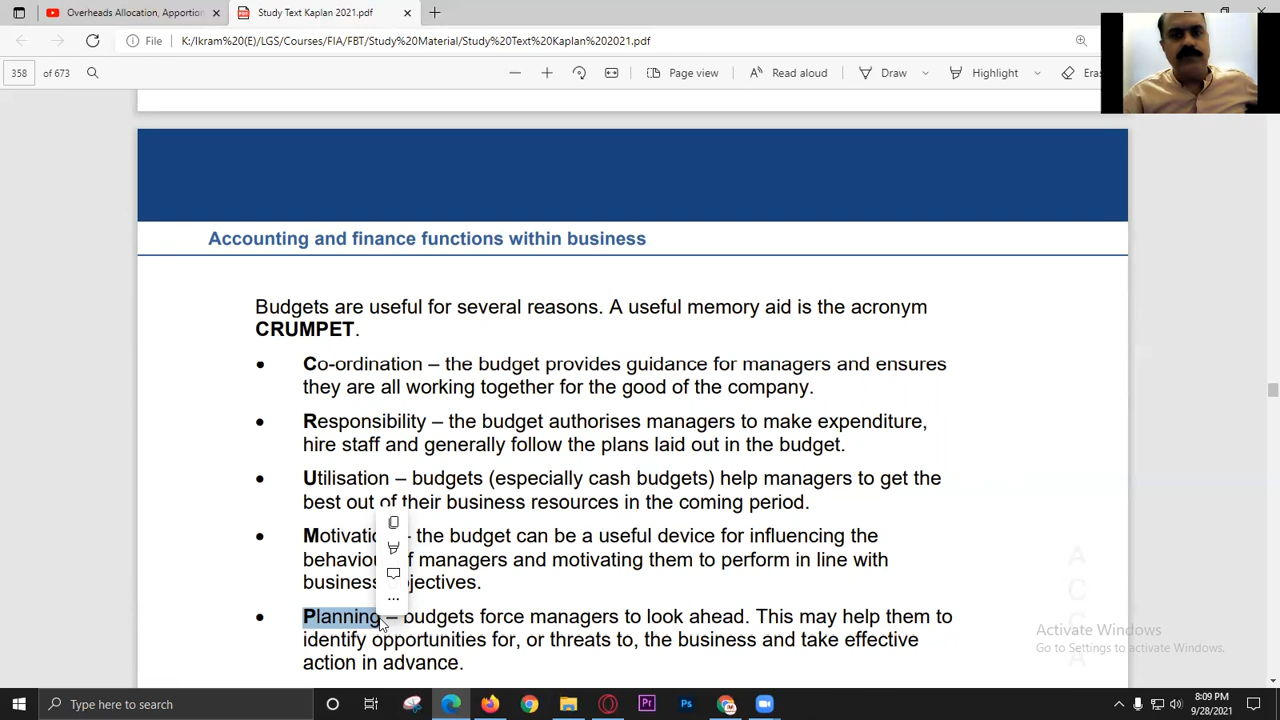 Overheads Allocation, Apportion
Study Text Kaplan 2021.pdf
File
K:/Ikram%20(E)/LGS/Courses/FIA/FBT/Study%20Material/Study%20Text%20Kaplan%202021.pdf
358 of 673
Page view
Read aloud
Draw
Highlight
Eras
Accounting and finance functions within business
Budgets are useful for several reasons. A useful memory aid is the acronym
CRUMPET.
• Co-ordination – the budget provides guidance for managers and ensures
they are all working together for the good of the company.
• Responsibility – the budget authorises managers to make expenditure,
hire staff and generally follow the plans laid out in the budget.
• Utilisation – budgets (especially cash budgets) help managers to get the
best out of their business resources in the coming period.
• Motivatio – the budget can be a useful device for influencing the
behaviou f managers and motivating them to perform in line with
business jectives.
• Planning – budgets force managers to look ahead. This may help them to
identify opportunities for, or threats to, the business and take effective
action in advance.
A
C
C
A
Activate Windows
Go to Settings to activate Windows.
Type here to search
Pr
Ps
8:09 PM
9/28/2021